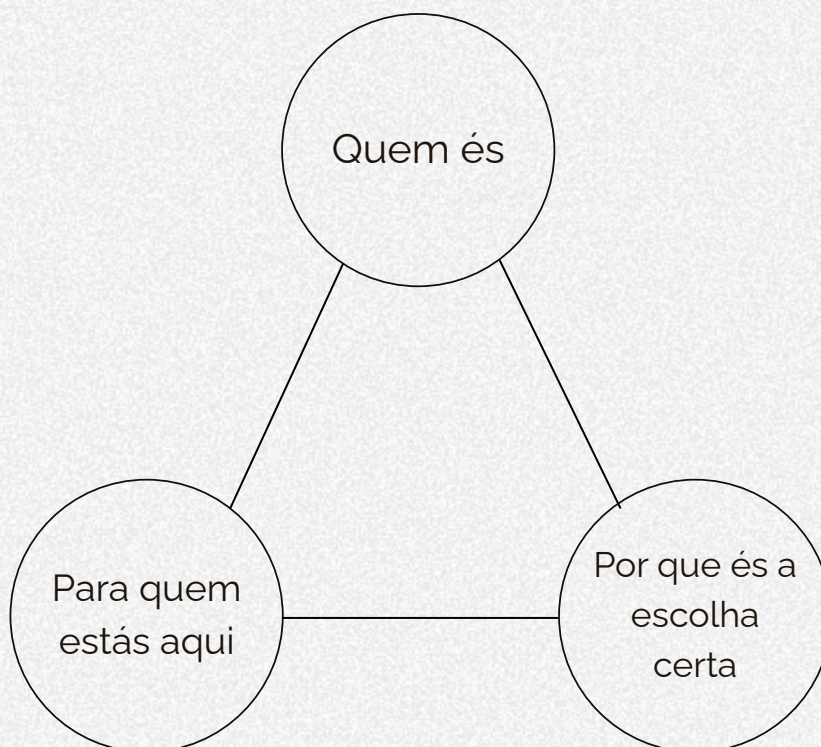 Quem és
Para quem
estás aqui
Por que és a
escolha
certa